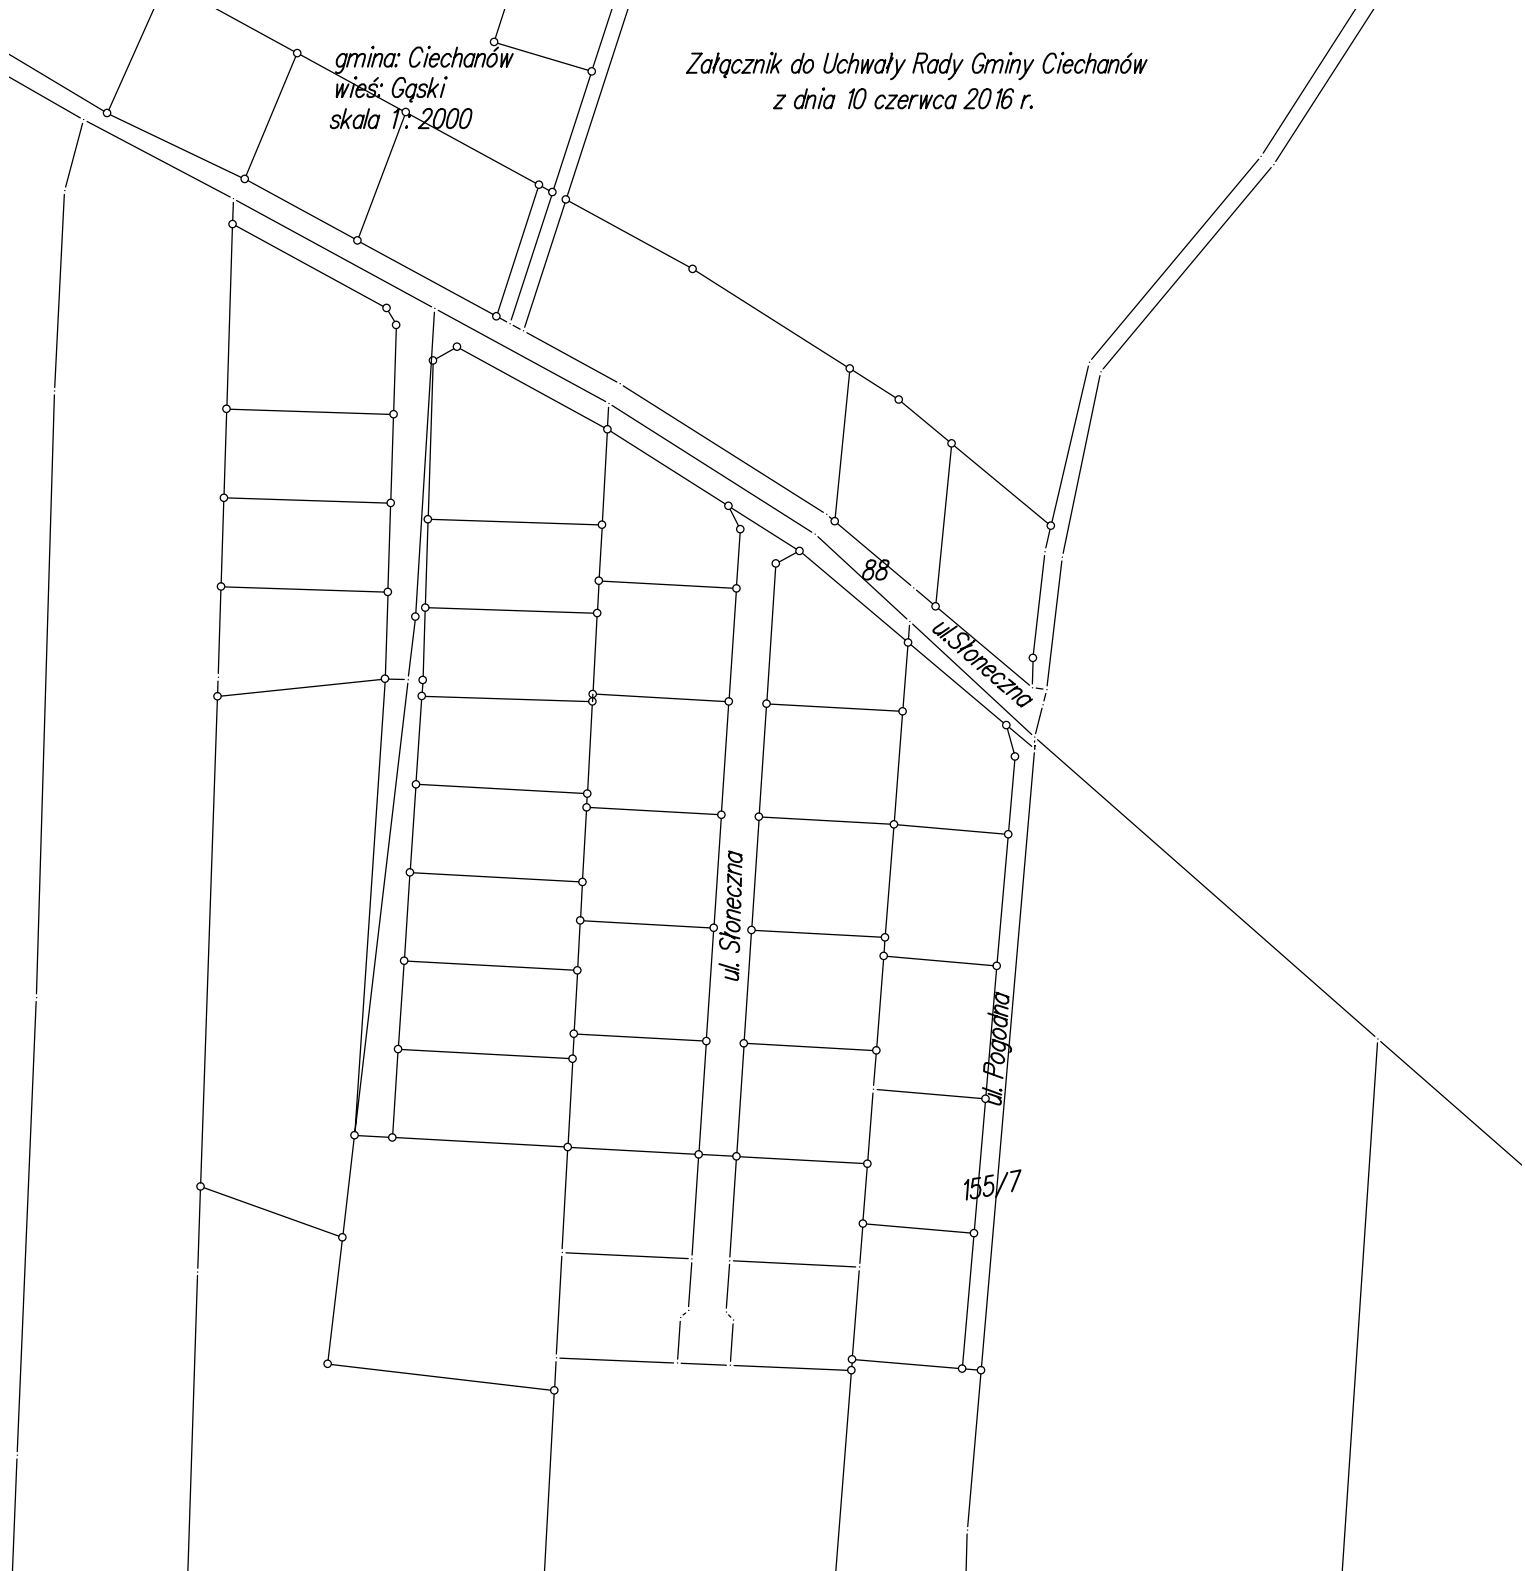 gmina: Ciechanów
wieś: Gąski
skala 1 : 2000
Załącznik do Uchwały Rady Gminy Ciechanów
z dnia 10 czerwca 2016 r.
88
ul.Słoneczna
ul. Słoneczna
ul. Pogodna
155/7